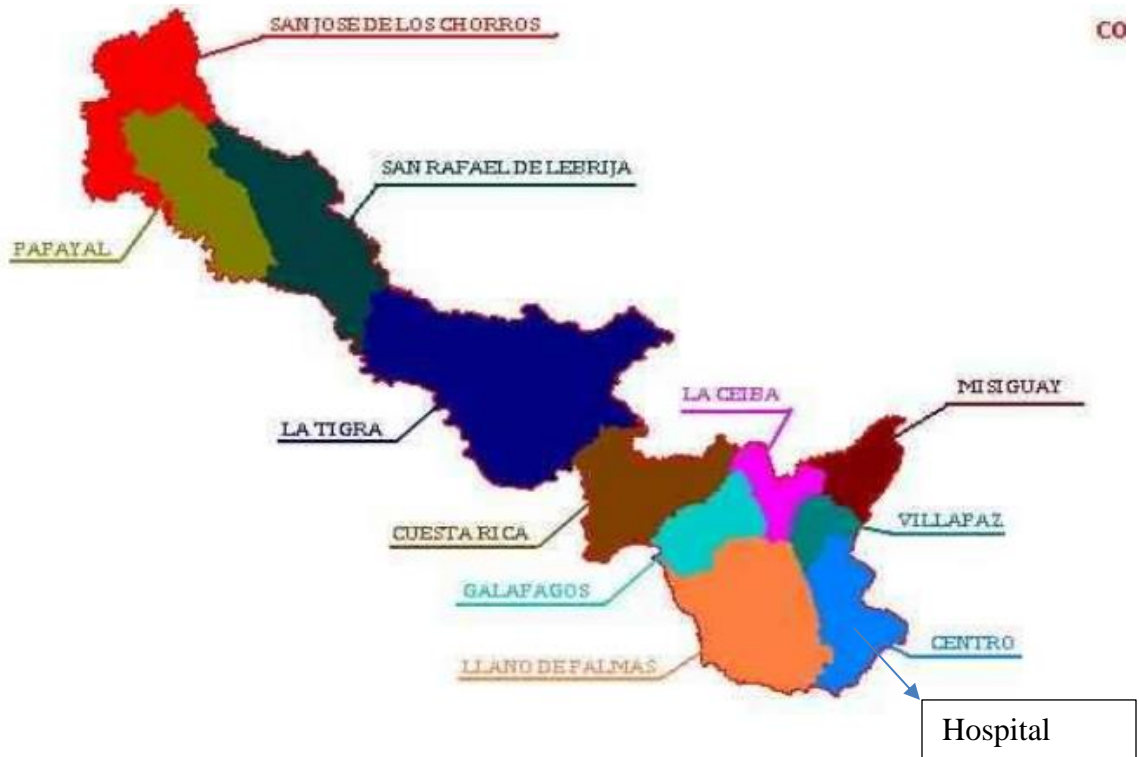 SAN JOSE DE LOS CHORROS
CO
SAN RAFAEL DE LEBRIJA
PAPAYAL
MISIGUAY
LA CEIBA
LA TIGRA
VILLAPAZ
CUESTA RICA
GALAPAGOS
CENTRO
LLANO DE PALMAS
Hospital